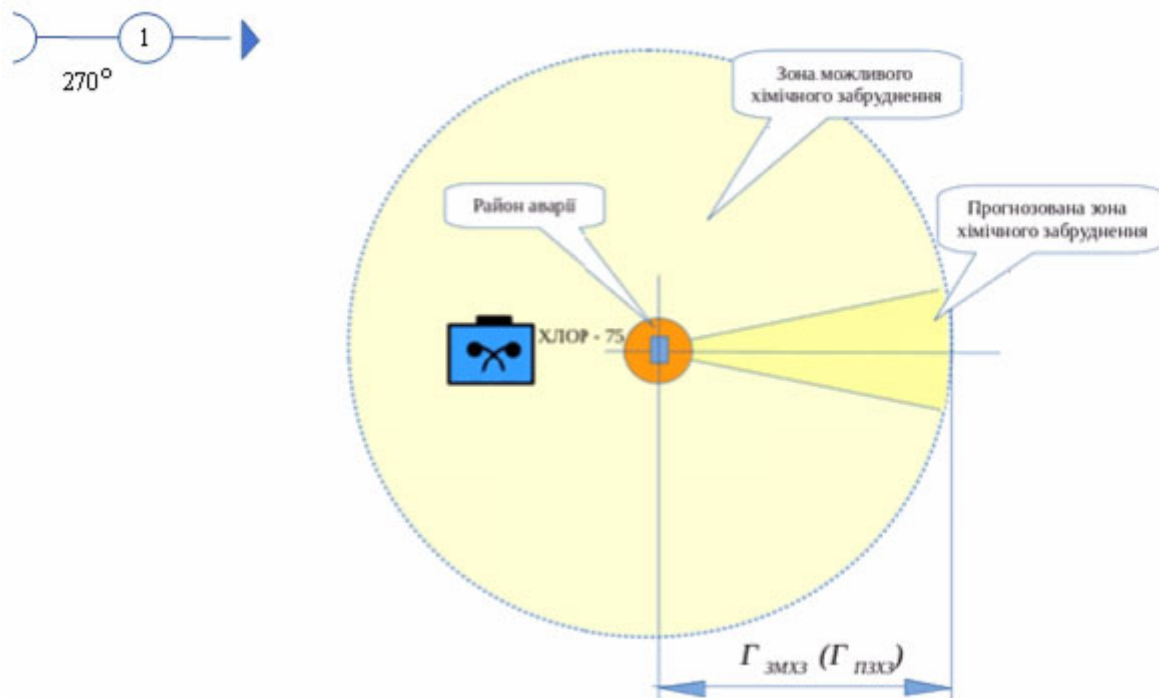 1
270°
Зона можливого
хімічного забруднення
Район аварії
Прогнозована зона
хімічного забруднення
ХЛОР - 75
Г ЗМХЗ (Г ПЗХЗ)